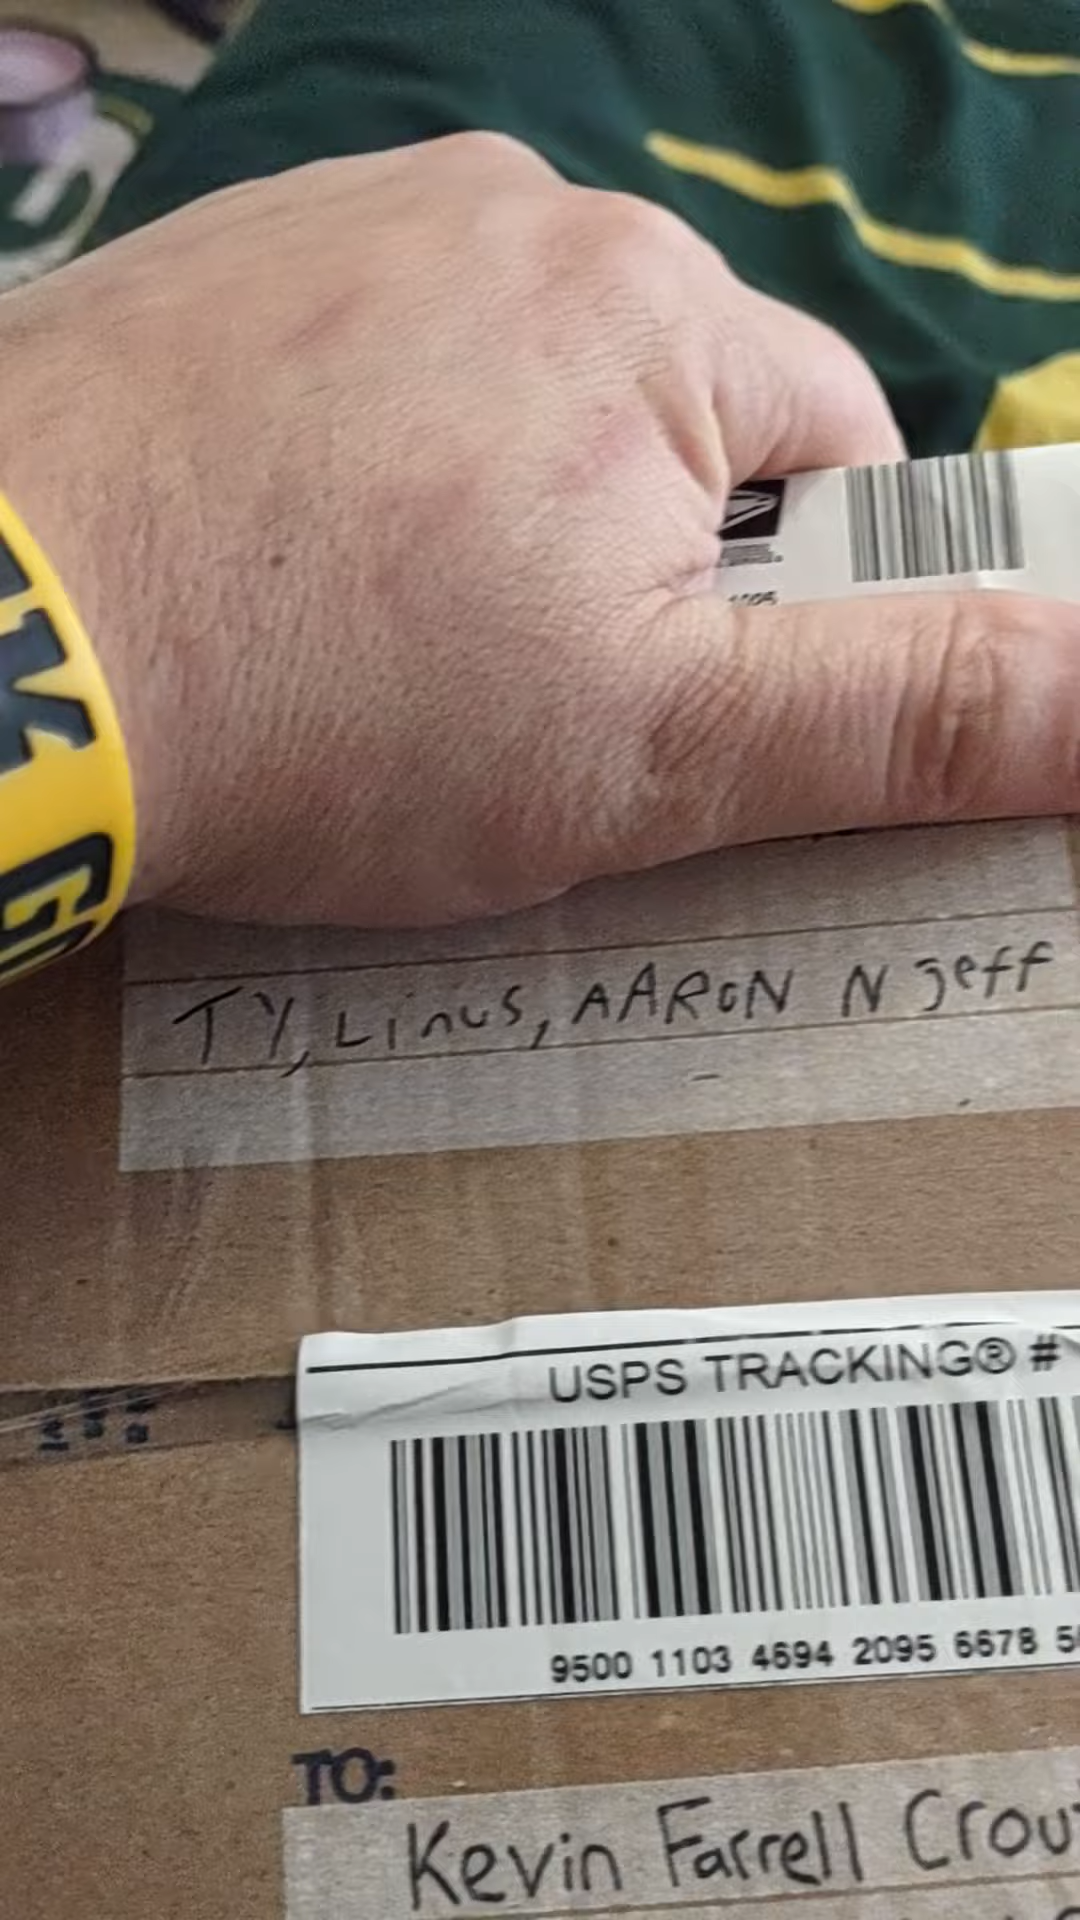 TY, Linus, AARON N Jeff
USPS TRACKING® #
9500 1103 4694 2095 6678
TO:
Kevin Farrell